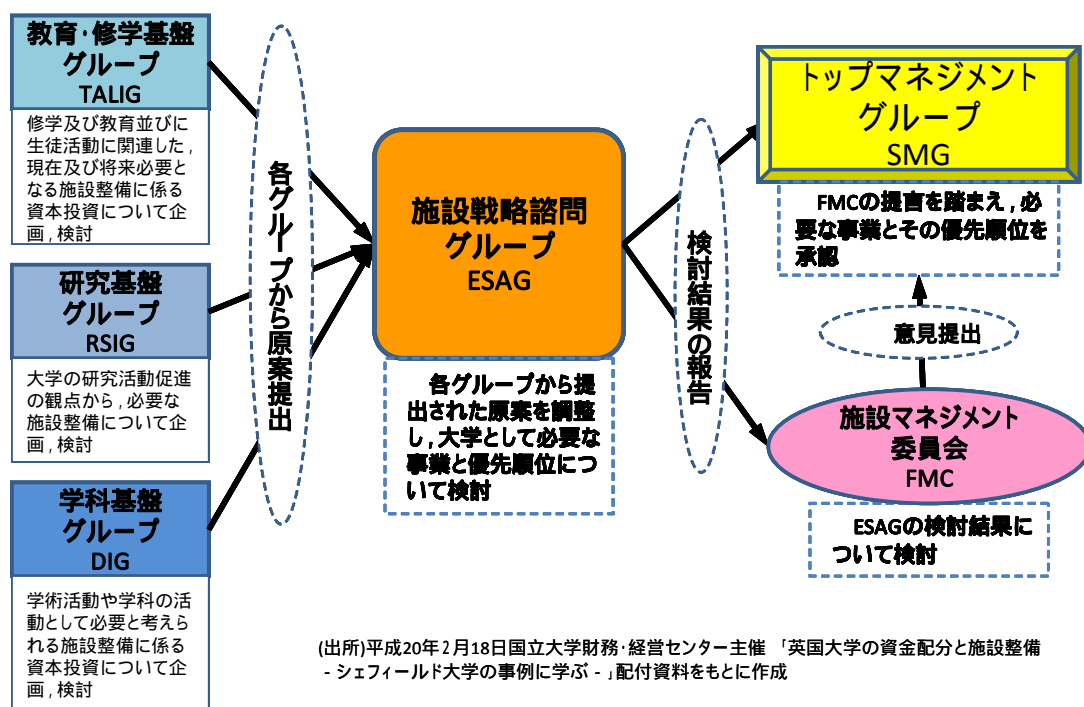 教育・修学基盤
グループ
TALIG
修学及び教育並びに
生徒活動に関連した,
現在及び将来必要と
なる施設整備に係る
資本投資について企
画,検討
研究基盤
グループ
RSIG
大学の研究活動促進
の観点から,必要な
施設整備について企
画,検討
学科基盤
グループ
DIG
学術活動や学科の活
動として必要と考えら
れる施設整備に係る
資本投資について企
画,検討
各グループから原案提出
施設戦略諮問
グループ
ESAG
各グループから提
出された原案を調整
し,大学として必要な
事業と優先順位につ
いて検討
検討結果の報告
トップマネジメント
グループ
SMG
FMCの提言を踏まえ,必
要な事業とその優先順位を
承認
意見提出
施設マネジメント
委員会
FMC
ESAGの検討結果に
ついて検討
(出所)平成20年2月18日国立大学財務・経営センター主催 「英国大学の資金配分と施設整備
- シェフィールド大学の事例に学ぶ - 」配付資料をもとに作成